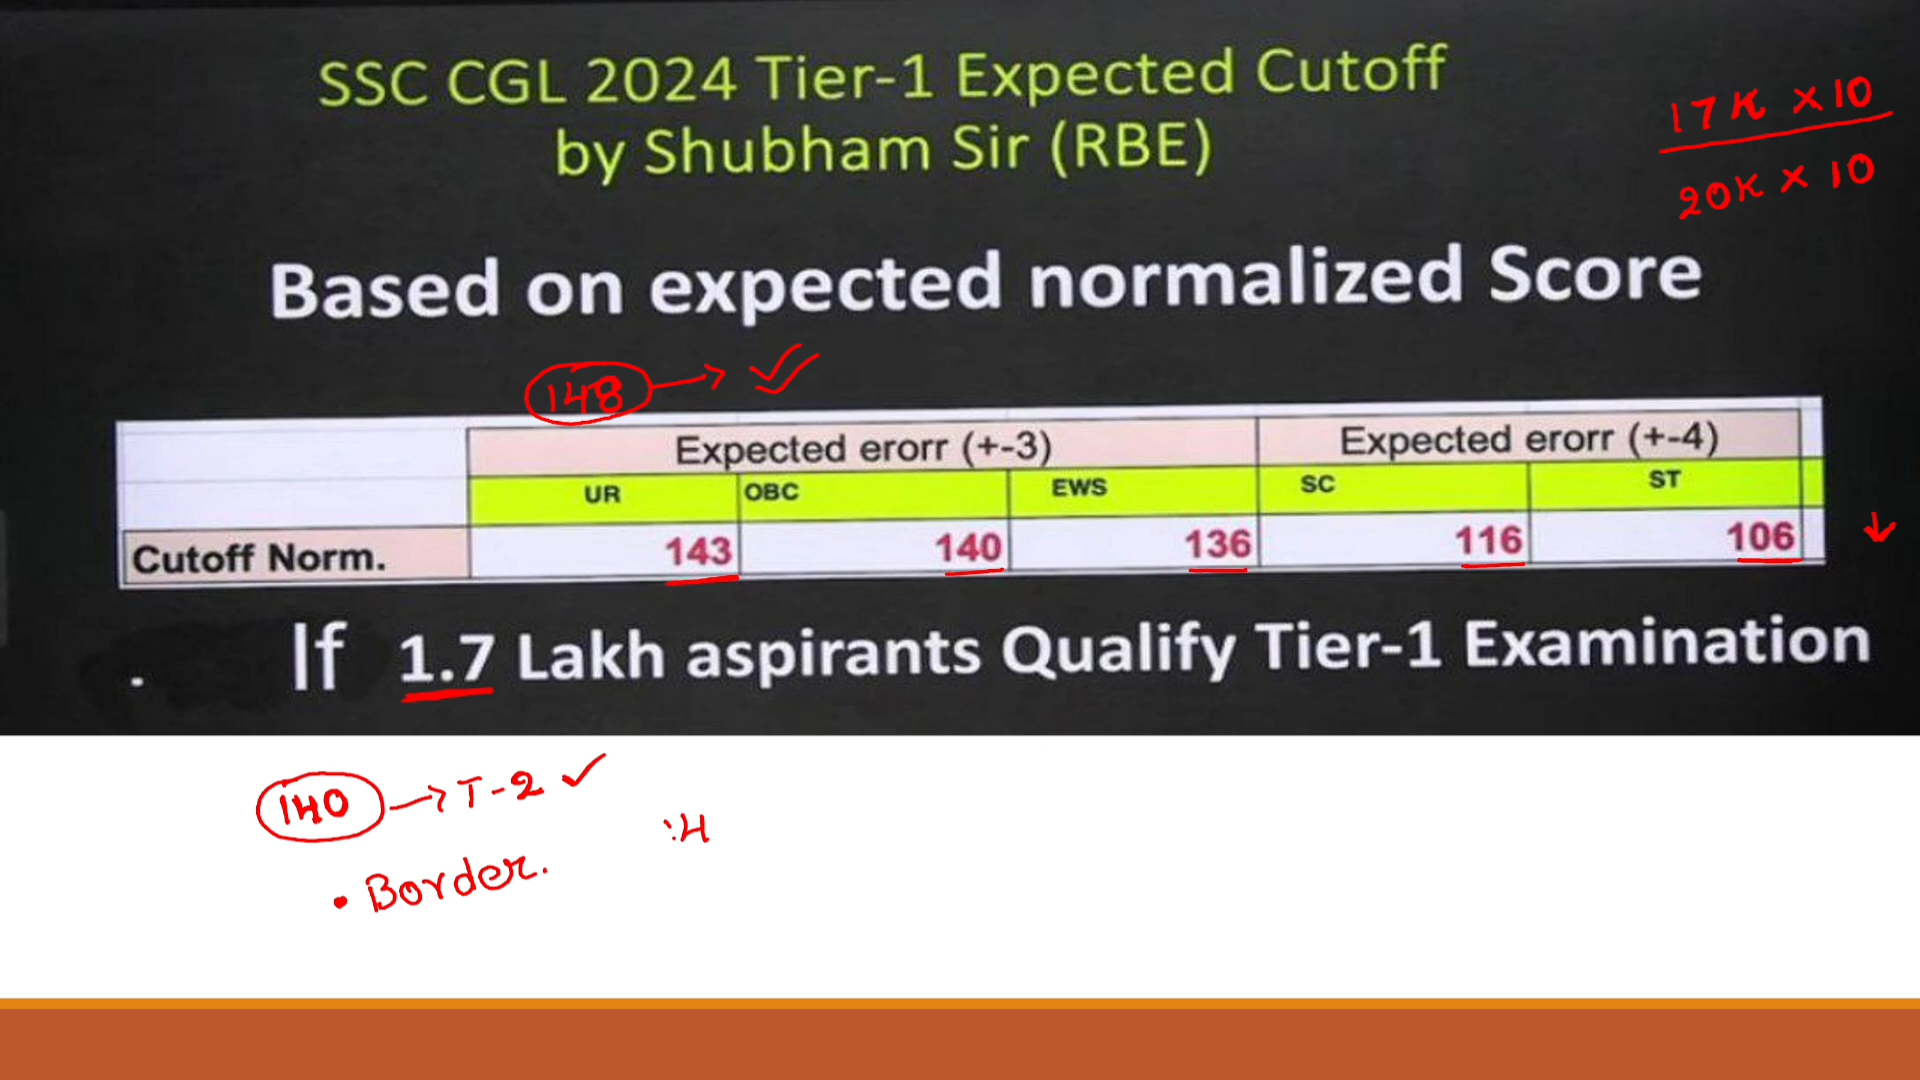 SSC CGL 2024 Tier-1 Expected Cutoff
by Shubham Sir (RBE)
17K ×10
20K × 10
Based on expected normalized Score
148 → ✓
Expected erorr (+-3) Expected erorr (+-4)
UR OBC EWS SC ST
Cutoff Norm. 143 140 136 116 106 ↓
If 1.7 Lakh aspirants Qualify Tier-1 Examination
140 → T-2 ✓
:4
• Border.